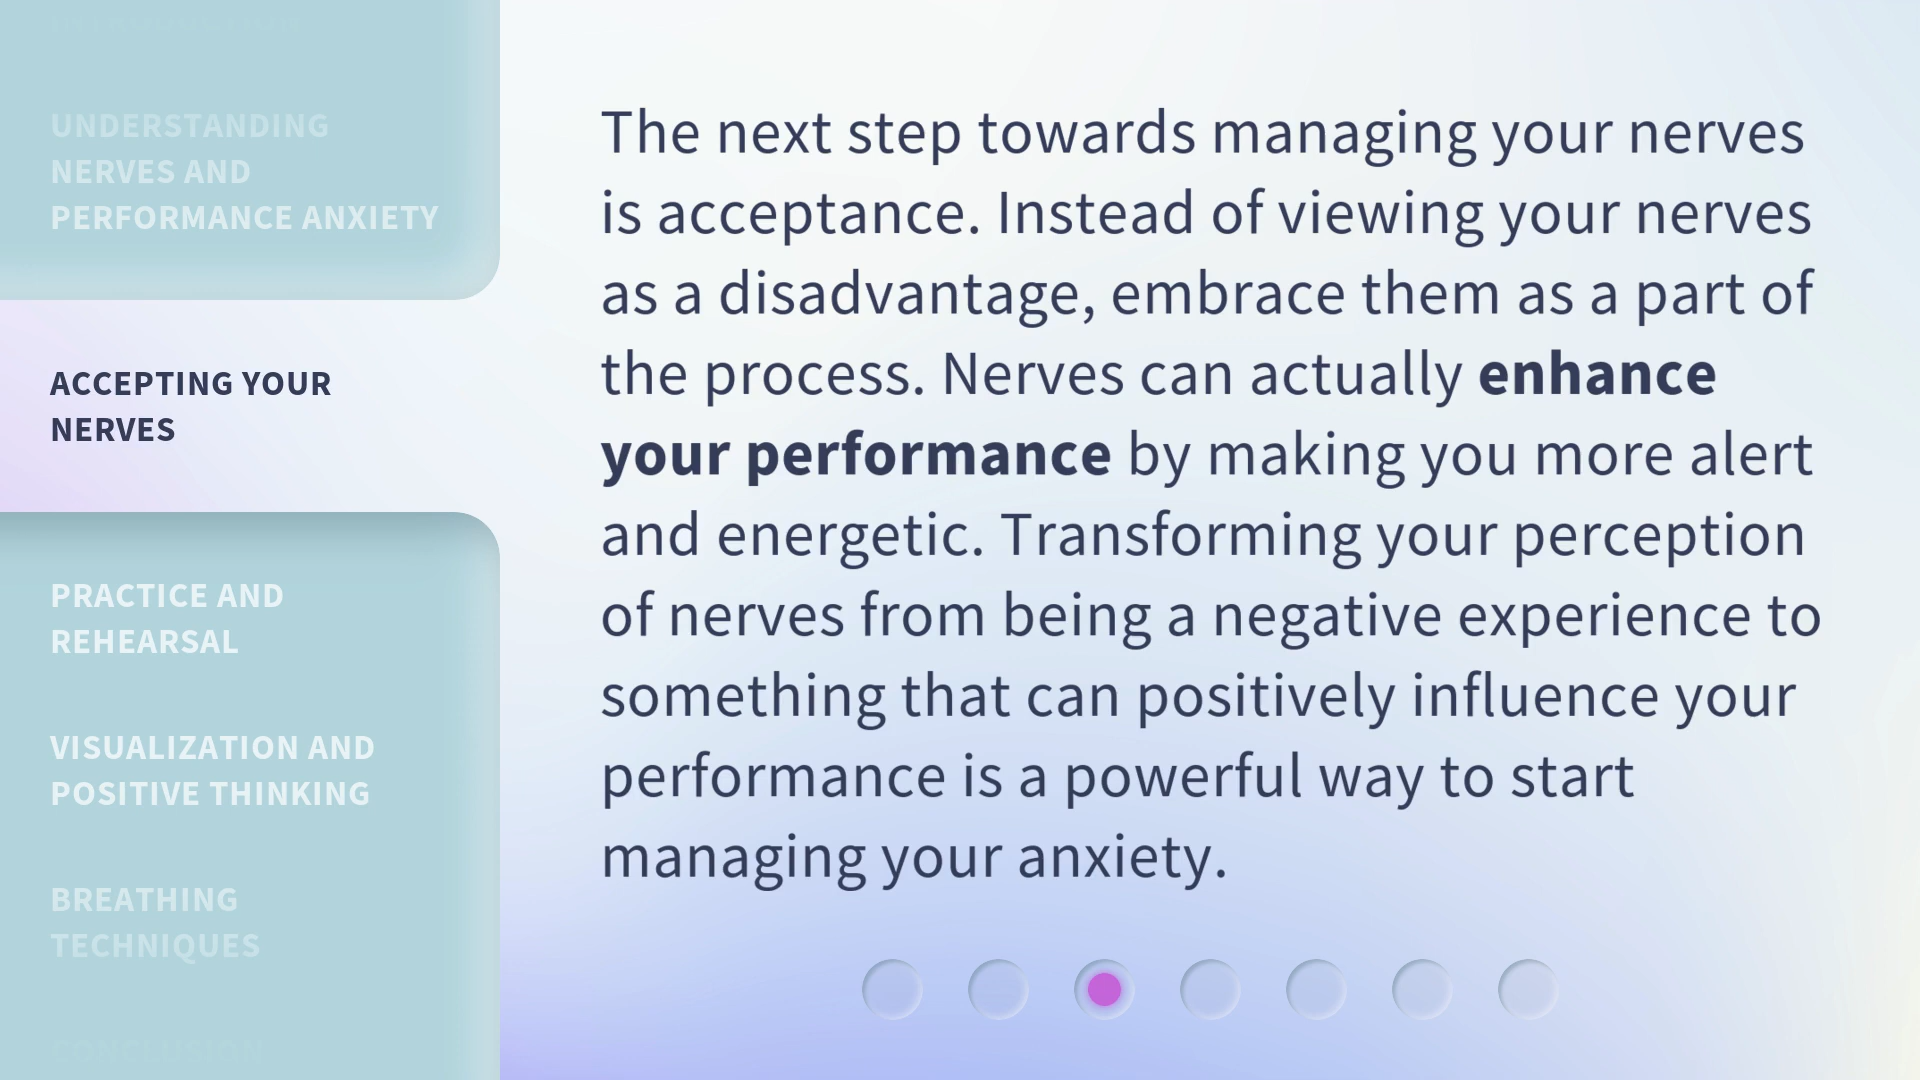 INTRODUCTION
UNDERSTANDING
NERVES AND
PERFORMANCE ANXIETY
ACCEPTING YOUR
NERVES
PRACTICE AND
REHEARSAL
VISUALIZATION AND
POSITIVE THINKING
BREATHING
TECHNIQUES
CONCLUSION
The next step towards managing your nerves
is acceptance. Instead of viewing your nerves
as a disadvantage, embrace them as a part of
the process. Nerves can actually enhance
your performance by making you more alert
and energetic. Transforming your perception
of nerves from being a negative experience to
something that can positively influence your
performance is a powerful way to start
managing your anxiety.